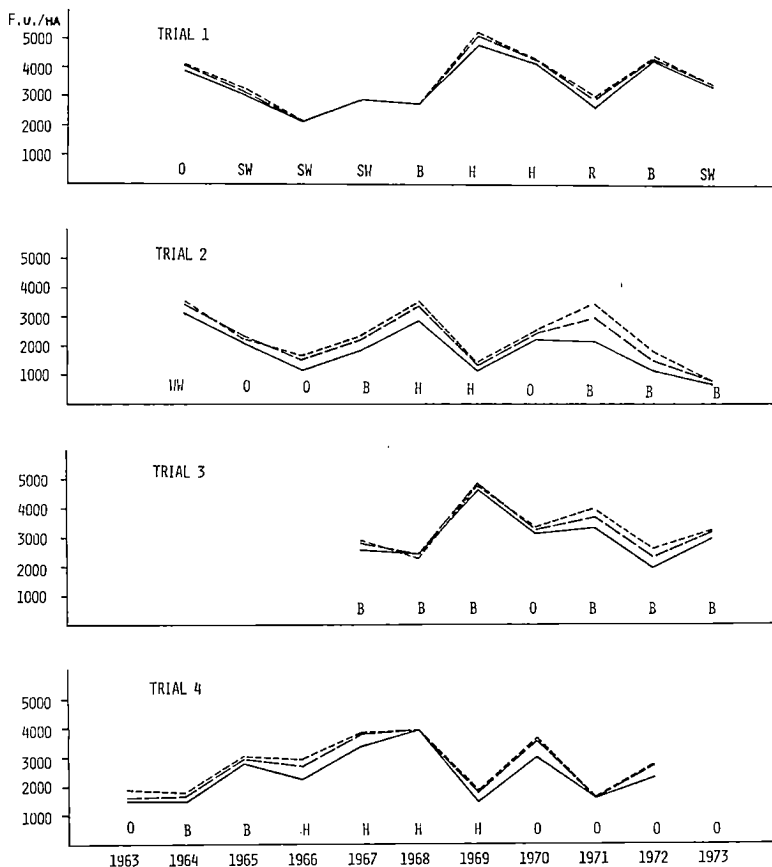 F.U./HA
TRIAL 1
5000
4000
3000
2000
1000
O SW SW SW B H H R B SW
TRIAL 2
5000
4000
3000
2000
1000
WW O O B H H O B B B
TRIAL 3
5000
4000
3000
2000
1000
B B B O B B B
TRIAL 4
5000
4000
3000
2000
1000
O B B H H H H O O O O
1963 1964 1965 1966 1967 1968 1969 1970 1971 1972 1973